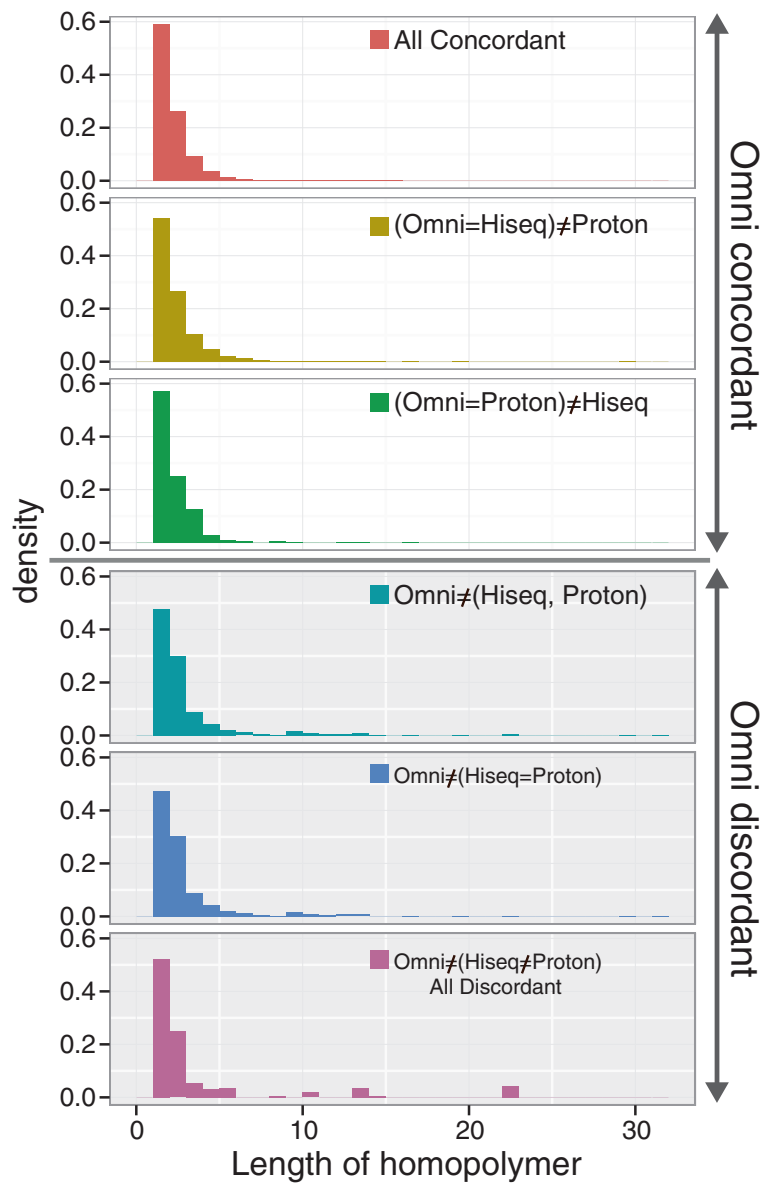 0.6
0.4
0.2
0.0
All Concordant
0.6
0.4
0.2
0.0
(Omni=Hiseq)≠Proton
0.6
0.4
0.2
0.0
(Omni=Proton)≠Hiseq
Omni concordant
density
0.6
0.4
0.2
0.0
Omni≠(Hiseq, Proton)
0.6
0.4
0.2
0.0
Omni≠(Hiseq=Proton)
0.6
0.4
0.2
0.0
Omni≠(Hiseq≠Proton)
All Discordant
Omni discordant
0 10 20 30
Length of homopolymer